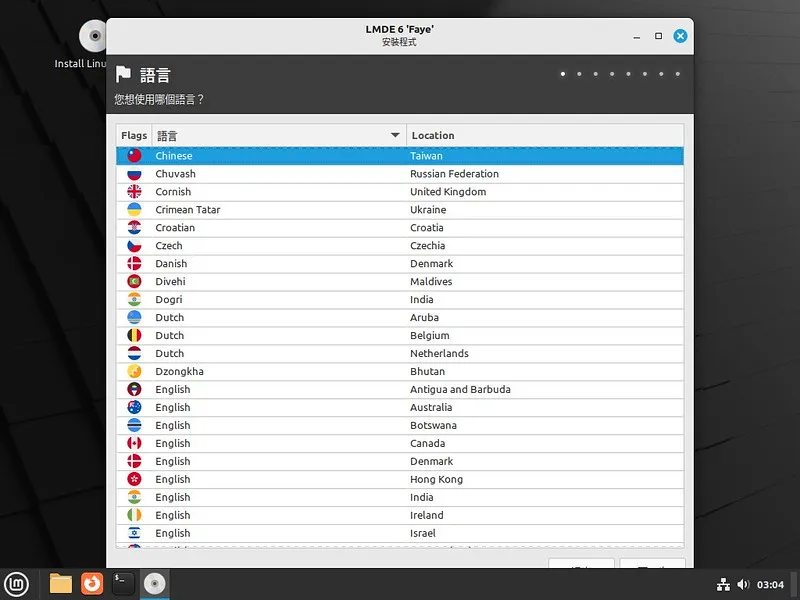 Install Linu
LMDE 6 'Faye'
安裝程式
語言
您想使用哪個語言？
Flags 語言 Location
Chinese Taiwan
Chuvash Russian Federation
Cornish United Kingdom
Crimean Tatar Ukraine
Croatian Croatia
Czech Czechia
Danish Denmark
Divehi Maldives
Dogri India
Dutch Aruba
Dutch Belgium
Dutch Netherlands
Dzongkha Bhutan
English Antigua and Barbuda
English Australia
English Botswana
English Canada
English Denmark
English Hong Kong
English India
English Ireland
English Israel
03:04